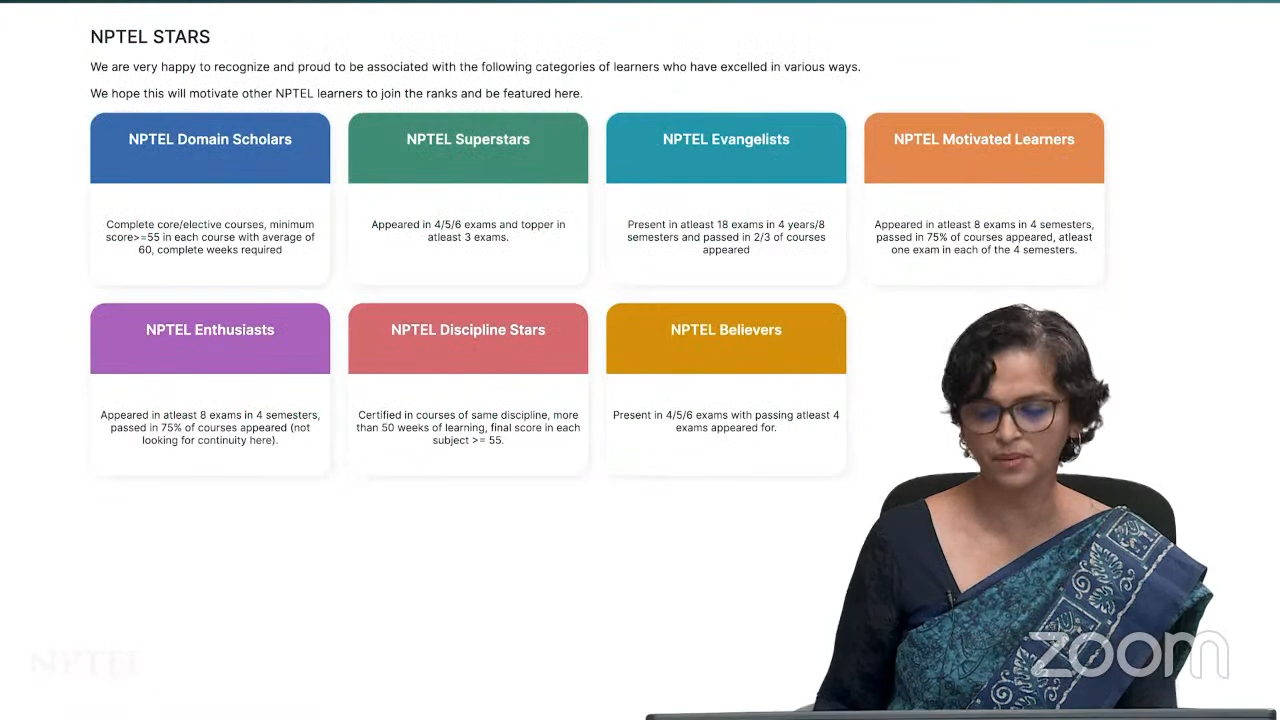 NPTEL STARS
We are very happy to recognize and proud to be associated with the following categories of learners who have excelled in various ways.
We hope this will motivate other NPTEL learners to join the ranks and be featured here.
NPTEL Domain Scholars
Complete core/elective courses, minimum
score>=55 in each course with average of
60, complete weeks required
NPTEL Superstars
Appeared in 4/5/6 exams and topper in
atleast 3 exams.
NPTEL Evangelists
Present in atleast 18 exams in 4 years/8
semesters and passed in 2/3 of courses
appeared
NPTEL Motivated Learners
Appeared in atleast 8 exams in 4 semesters,
passed in 75% of courses appeared, atleast
one exam in each of the 4 semesters.
NPTEL Enthusiasts
Appeared in atleast 8 exams in 4 semesters,
passed in 75% of courses appeared (not
looking for continuity here).
NPTEL Discipline Stars
Certified in courses of same discipline, more
than 50 weeks of learning, final score in each
subject >= 55.
NPTEL Believers
Present in 4/5/6 exams with passing atleast 4
exams appeared for.
zoom
NPTEL